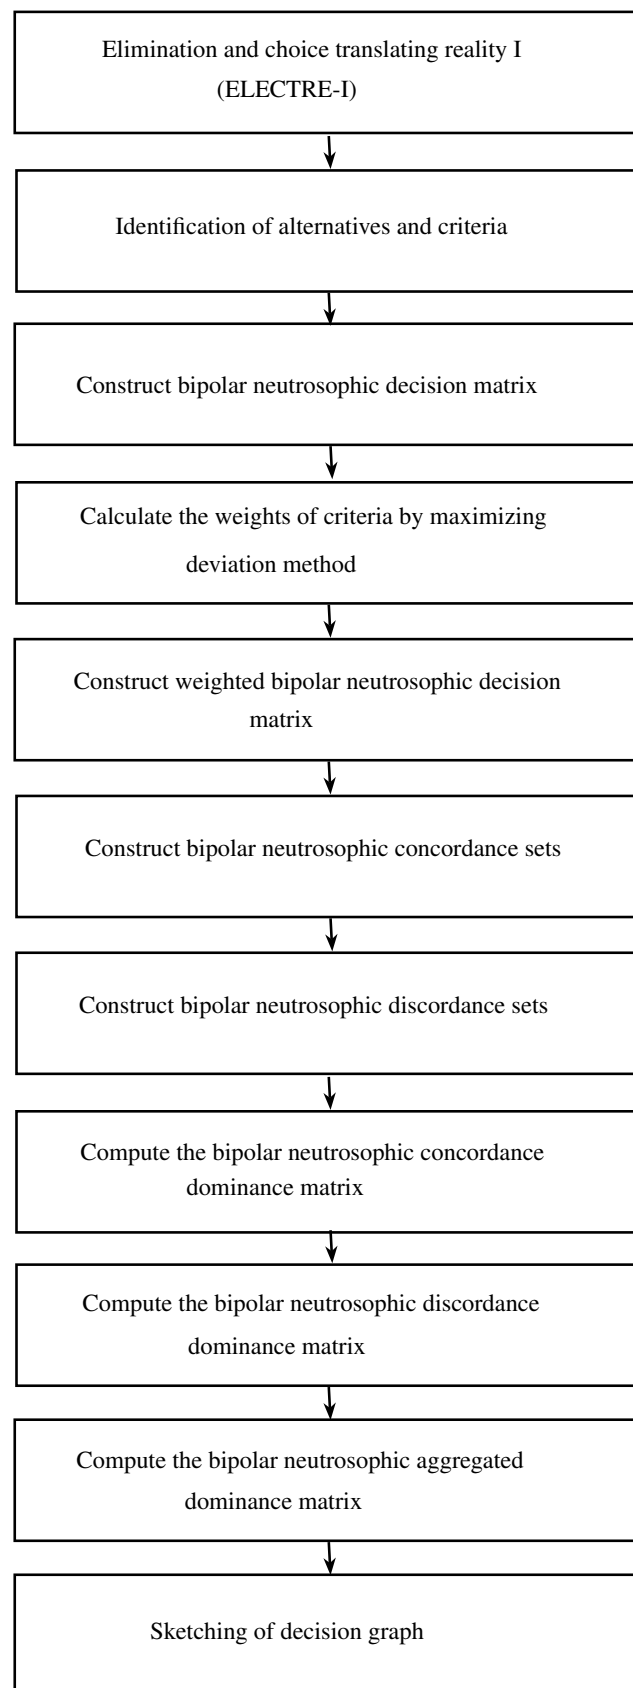 Elimination and choice translating reality I
(ELECTRE-I)
Identification of alternatives and criteria
Construct bipolar neutrosophic decision matrix
Calculate the weights of criteria by maximizing
deviation method
Construct weighted bipolar neutrosophic decision
matrix
Construct bipolar neutrosophic concordance sets
Construct bipolar neutrosophic discordance sets
Compute the bipolar neutrosophic concordance
dominance matrix
Compute the bipolar neutrosophic discordance
dominance matrix
Compute the bipolar neutrosophic aggregated
dominance matrix
Sketching of decision graph